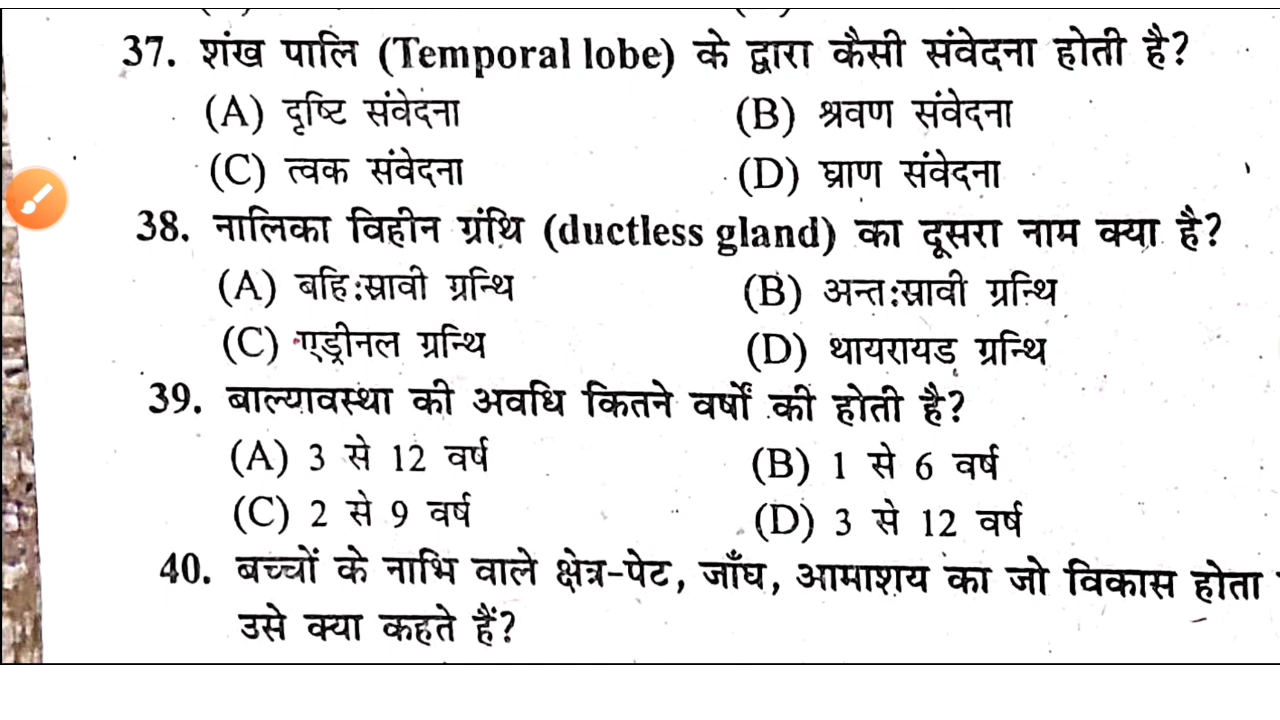 37. शंख पालि (Temporal lobe) के द्वारा कैसी संवेदना होती है?
(A) दृष्टि संवेदना (B) श्रवण संवेदना
(C) त्वक संवेदना (D) घ्राण संवेदना
38. नालिका विहीन ग्रंथि (ductless gland) का दूसरा नाम क्या है?
(A) बहि:स्रावी ग्रन्थि (B) अन्त:स्रावी ग्रन्थि
(C) एड्रीनल ग्रन्थि (D) थायरायड ग्रन्थि
39. बाल्यावस्था की अवधि कितने वर्षों की होती है?
(A) 3 से 12 वर्ष (B) 1 से 6 वर्ष
(C) 2 से 9 वर्ष (D) 3 से 12 वर्ष
40. बच्चों के नाभि वाले क्षेत्र-पेट, जाँघ, आमाशय का जो विकास होता
उसे क्या कहते हैं?